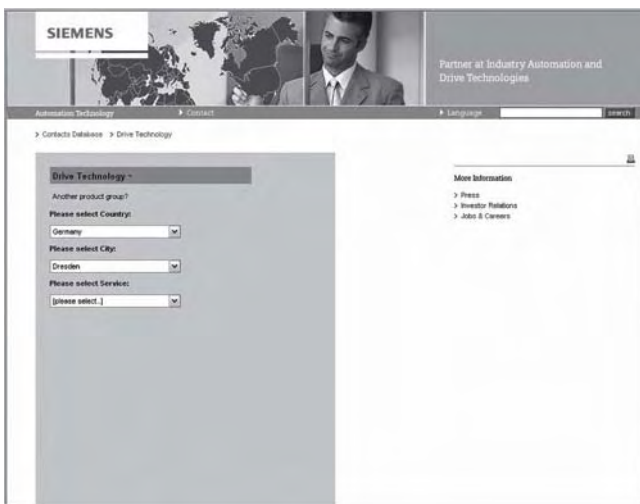 SIEMENS
Partner at Industry Automation and
Drive Technologies
Automation Technology
Contact
Language
search
> Contacts Database > Drive Technology
Drive Technology
Another product group?
Please select Country:
Germany
Please select City:
Dresden
Please select Service:
[please select..]
More Information
> Press
> Investor Relations
> Jobs & Careers